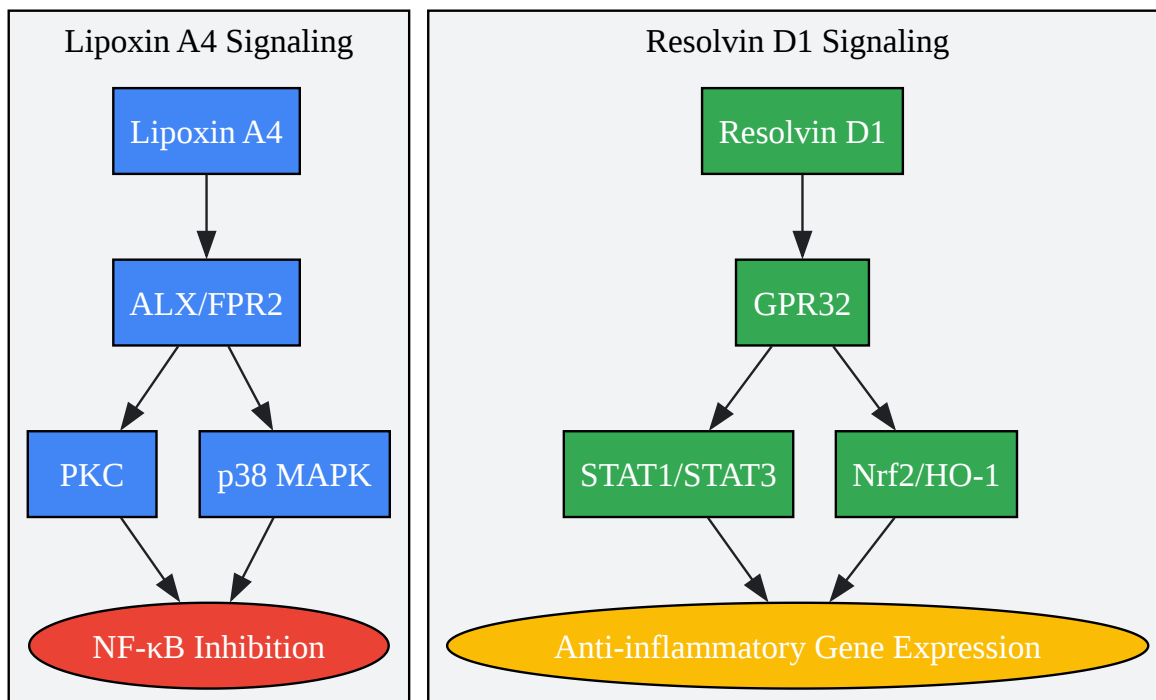 Lipoxin A4 Signaling
Lipoxin A4
ALX/FPR2
PKC
p38 MAPK
NF-κB Inhibition
Resolvin D1 Signaling
Resolvin D1
GPR32
STAT1/STAT3
Nrf2/HO-1
Anti-inflammatory Gene Expression